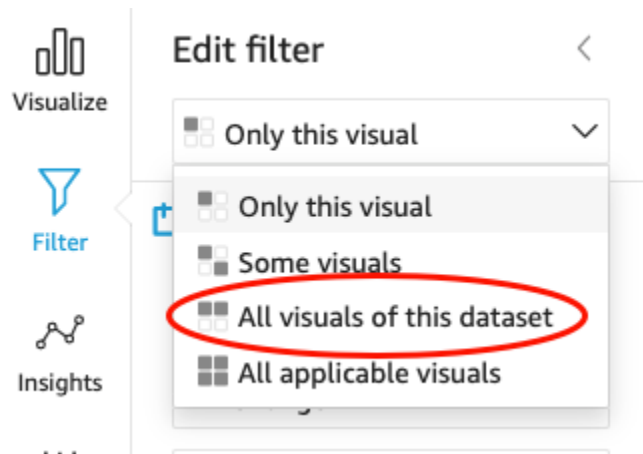 Visualize
Filter
Insights
Edit filter
Only this visual
Only this visual
Some visuals
All visuals of this dataset
All applicable visuals